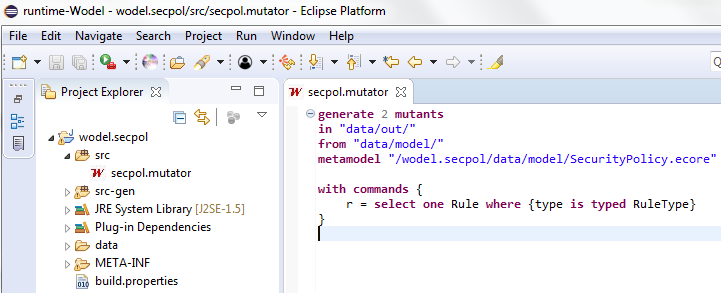 runtime-Wodel - wodel.secpol/src/secpol.mutator - Eclipse Platform
File Edit Navigate Search Project Run Window Help
Q
Project Explorer
secpol.mutator
wodel.secpol
src
secpol.mutator
src-gen
JRE System Library [J2SE-1.5]
Plug-in Dependencies
data
META-INF
build.properties
generate 2 mutants
in "data/out/"
from "data/model/"
metamodel "/wodel.secpol/data/model/SecurityPolicy.ecore"
with commands {
r = select one Rule where {type is typed RuleType}
}